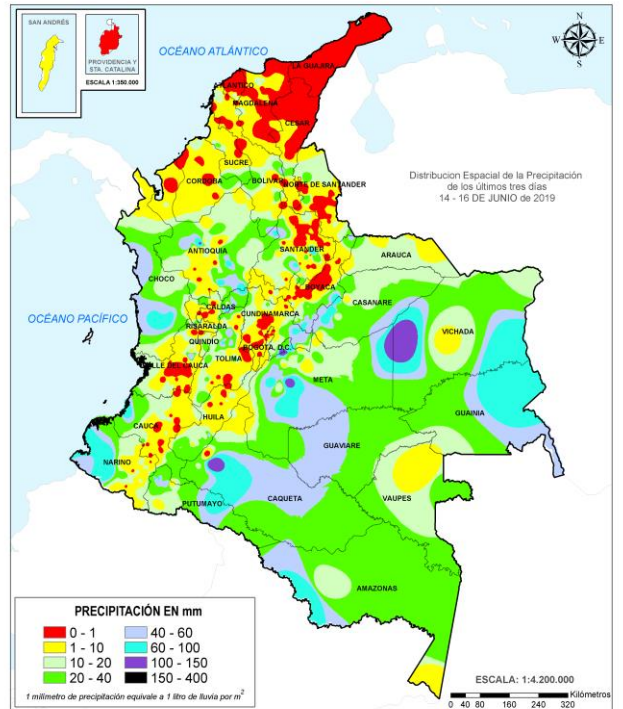 SAN ANDRÉS
PROVIDENCIA Y
STA. CATALINA
ESCALA 1:350.000
OCÉANO ATLÁNTICO
N
W
E
S
LA GUAJIRA
ATLANTICO
MAGDALENA
CESAR
SUCRE
CORDOBA
BOLIVAR
NORTE DE SANTANDER
Distribucion Espacial de la Precipitación
de los últimos tres días
14 - 16 DE JUNIO de 2019
ANTIOQUIA
SANTANDER
ARAUCA
CHOCO
BOYACA
CASANARE
OCÉANO PACÍFICO
CALDAS
CUNDINAMARCA
RISARALDA
VICHADA
QUINDIO
BOGOTA, D.C.
TOLIMA
VALLE DEL CAUCA
META
GUAINIA
HUILA
CAUCA
GUAVIARE
NARINO
CAQUETA
VAUPES
PUTUMAYO
AMAZONAS
PRECIPITACIÓN EN mm
0 - 1
40 - 60
1 - 10
60 - 100
10 - 20
100 - 150
20 - 40
150 - 400
1 milimetro de precipitación equivale a 1 litro de lluvia por m2
ESCALA: 1:4.200.000
Kilómetros
0 40 80 160 240 320